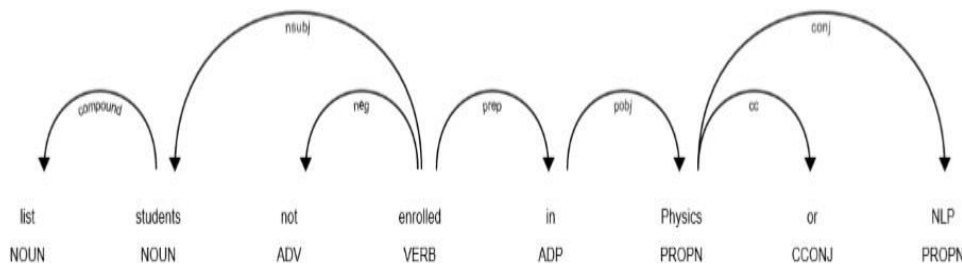 nsubj conj
compound neg prep pobj cc
list students not enrolled in Physics or NLP
NOUN NOUN ADV VERB ADP PROPN CCONJ PROPN